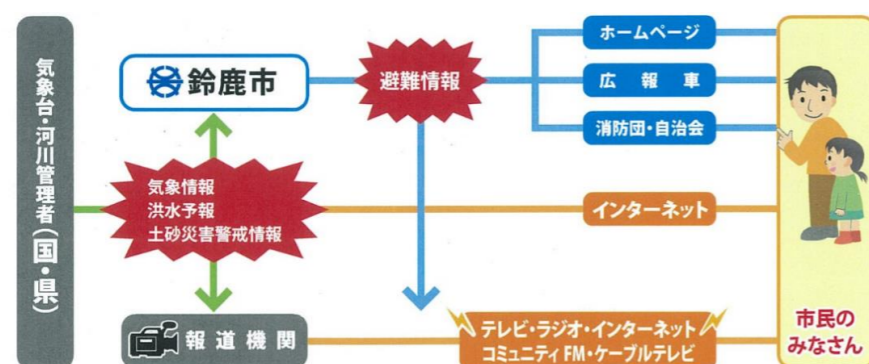 気象台・河川管理者(国・県)
鈴鹿市
避難情報
ホームページ
広報車
消防団・自治会
気象情報
洪水予報
土砂災害警戒情報
インターネット
報道機関
テレビ・ラジオ・インターネット
コミュニティFM・ケーブルテレビ
市民の
みなさん